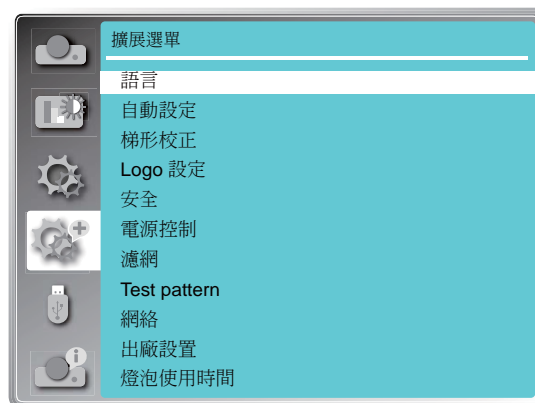 擴展選單
語言
自動設定
梯形校正
Logo 設定
安全
電源控制
濾網
Test pattern
網絡
出廠設置
燈泡使用時間